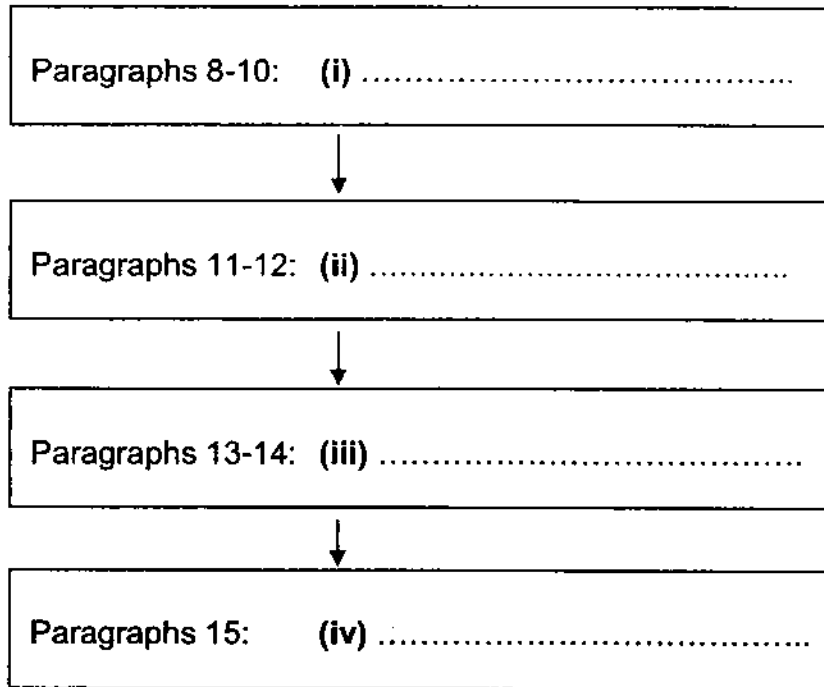 Paragraphs 8-10: (i) ............................................
Paragraphs 11-12: (ii) ...........................................
Paragraphs 13-14: (iii) ...........................................
Paragraphs 15: (iv) ............................................